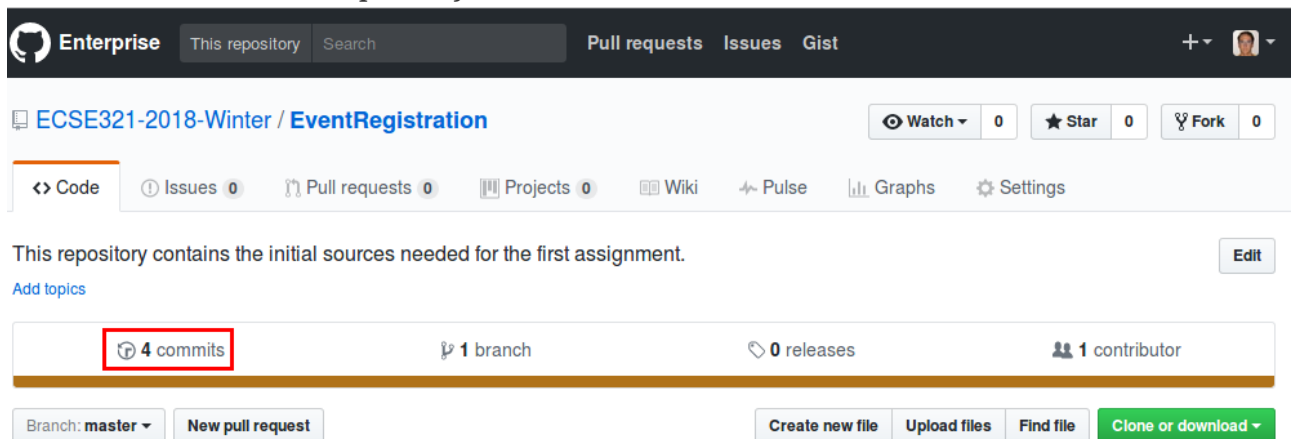 Enterprise This repository Search Pull requests Issues Gist
ECSE321-2018-Winter / EventRegistration Watch 0 Star 0 Fork 0
Code Issues 0 Pull requests 0 Projects 0 Wiki Pulse Graphs Settings
This repository contains the initial sources needed for the first assignment. Edit
Add topics
4 commits 1 branch 0 releases 1 contributor
Branch: master New pull request Create new file Upload files Find file Clone or download